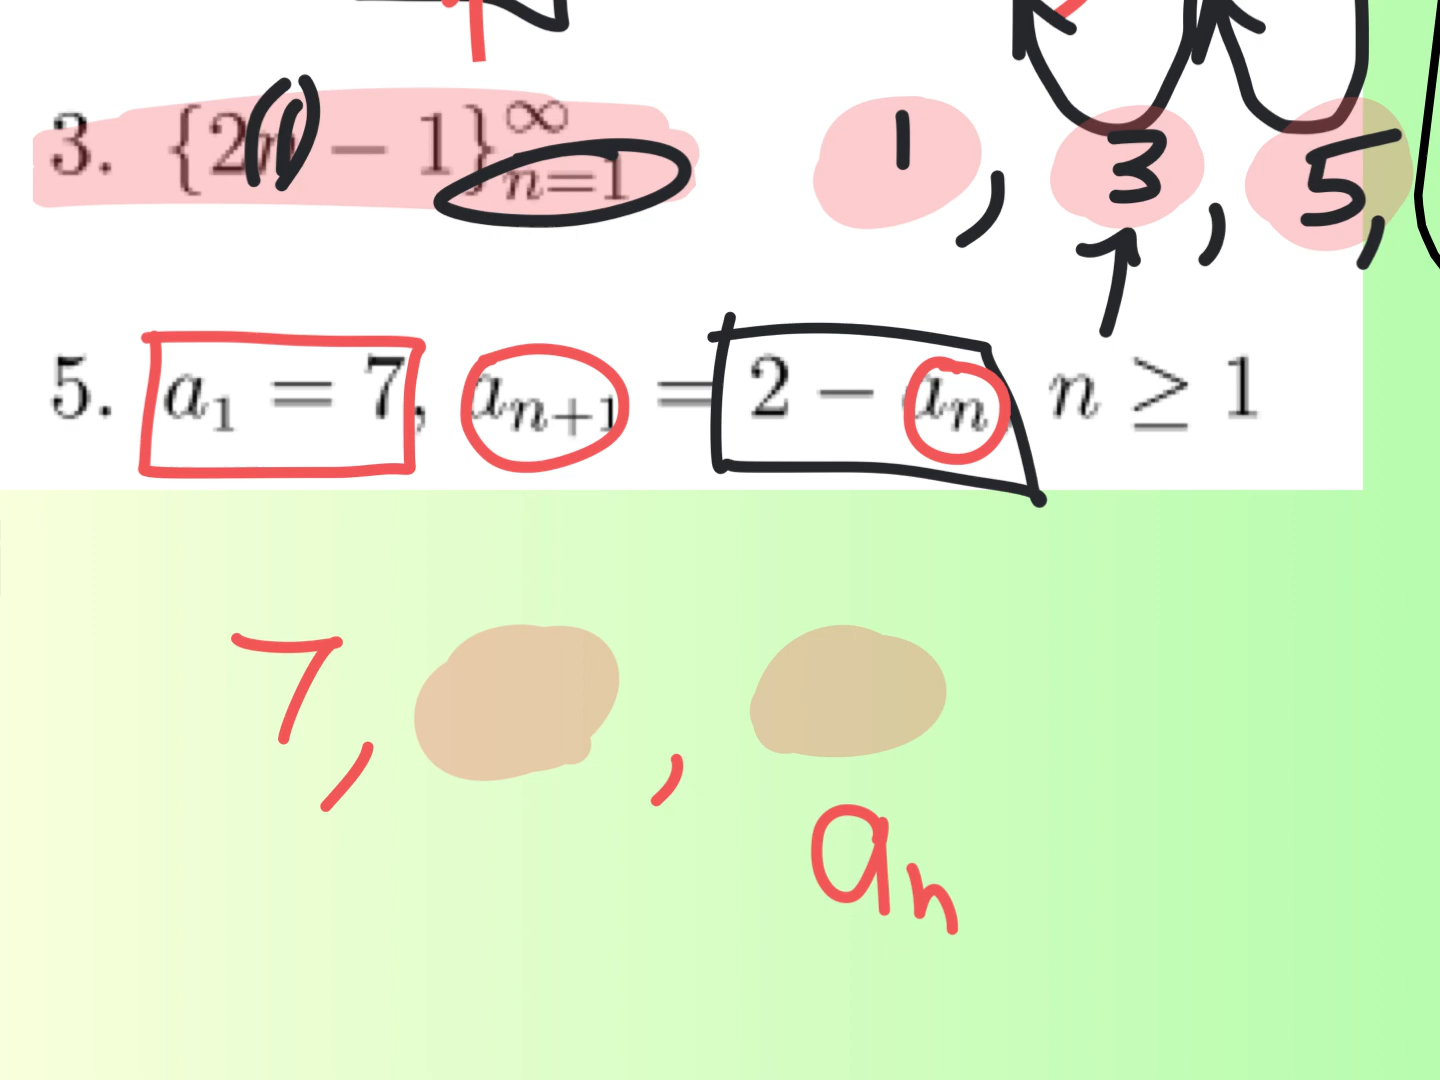 3. {2n − 1}∞n=1 1, 3, 5,
5. a1 = 7, an+1 = 2 − an, n ≥ 1
7, ,
an